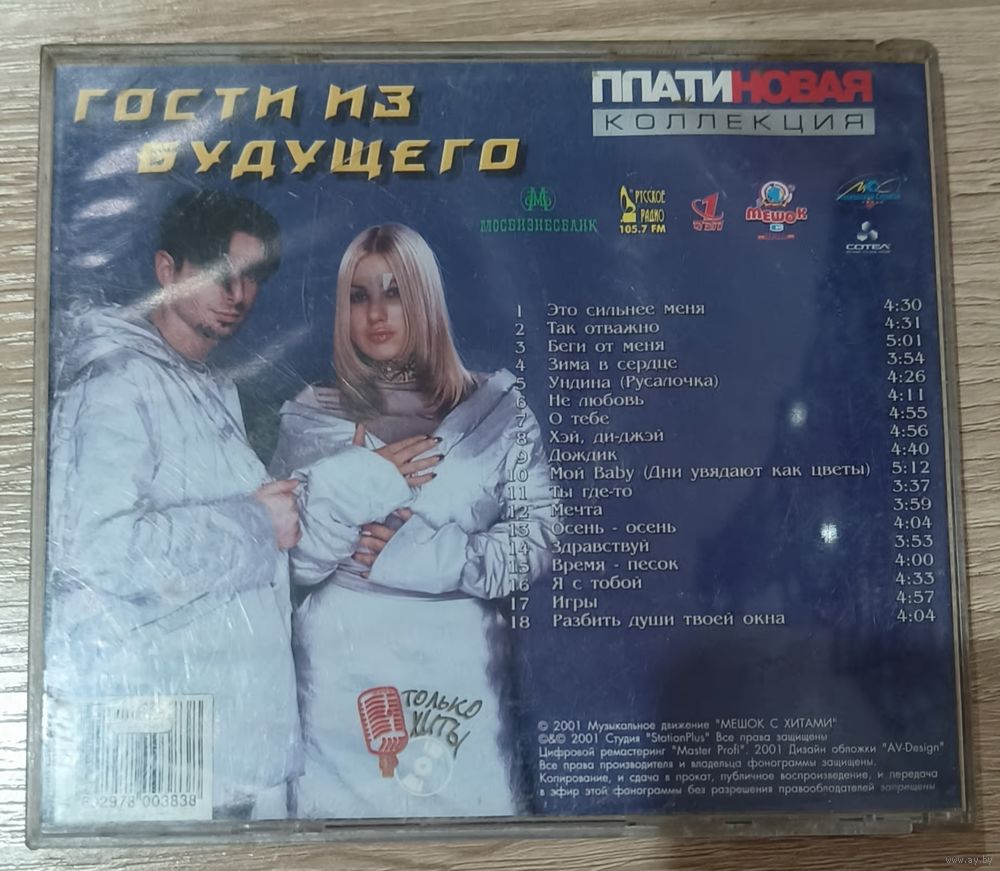 ГОСТИ ИЗ
БУДУЩЕГО
ПЛАТИНОВАЯ
КОЛЛЕКЦИЯ
МОСБИЗНЕСБАНК
РУССКОЕ
РАДИО
105.7 FM
МЕШОК
СОТЕЛ
1 Это сильнее меня 4:30
2 Так отважно 4:31
3 Беги от меня 5:01
4 Зима в сердце 3:54
5 Ундина (Русалочка) 4:26
6 Не любовь 4:11
7 О тебе 4:55
8 Хэй, ди-джэй 4:56
9 Дождик 4:40
10 Мой Baby (Дни увядают как цветы) 5:12
11 Ты где-то 3:37
12 Мечта 3:59
13 Осень - осень 4:04
14 Здравствуй 3:53
15 Время - песок 4:00
16 Я с тобой 4:33
17 Игры 4:57
18 Разбить души твоей окна 4:04
ТОЛЬКО
ХИТЫ
© 2001 Музыкальное движение "МЕШОК С ХИТАМИ"
©&© 2001 Студия "StationPlus" Все права защищены
Цифровой ремастеринг "Master Profi". 2001 Дизайн обложки "AV-Design"
Все права производителя и владельца фонограммы защищены.
Копирование, и сдача в прокат, публичное воспроизведение, и передача
в эфир этой фонограммы без разрешения правообладателей запрещены
602978 003838
www.ay.by